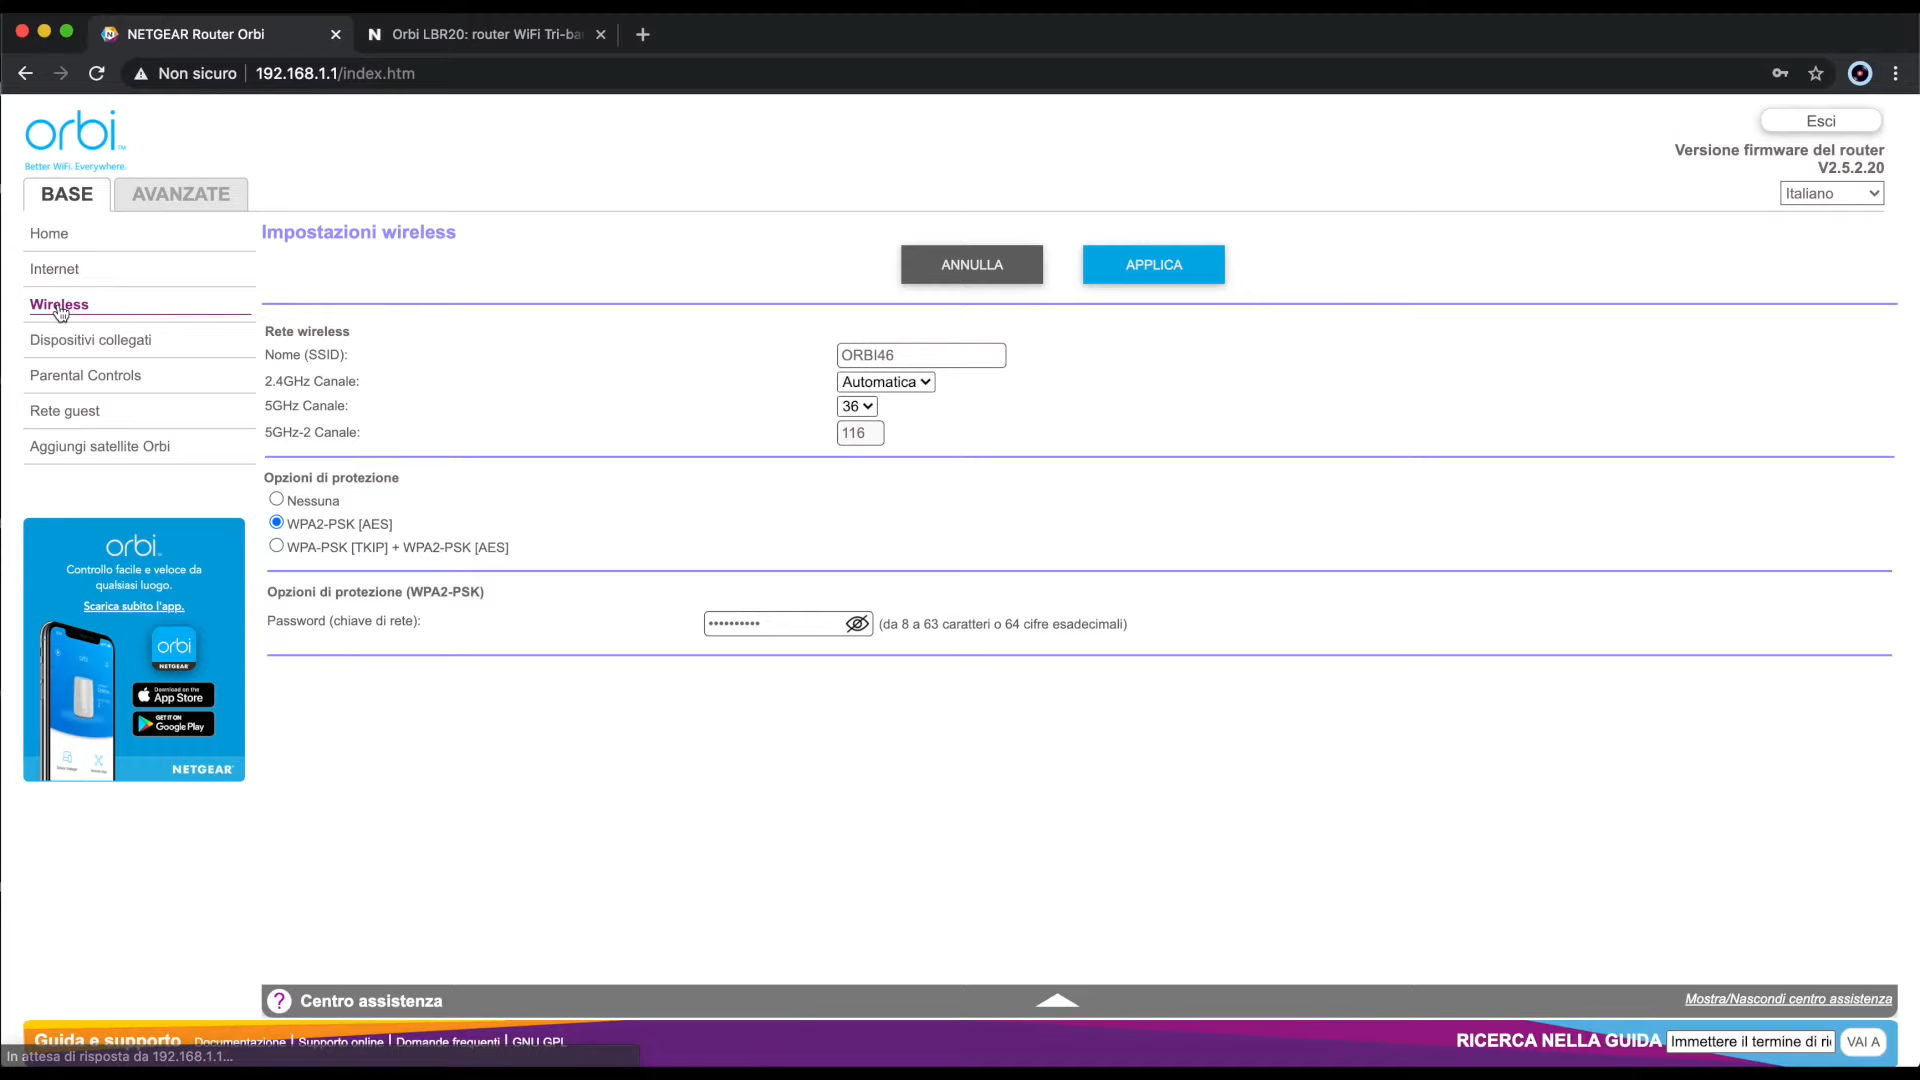 NETGEAR Router Orbi
N Orbi LBR20: router WiFi Tri-ba
Non sicuro 192.168.1.1/index.htm
orbi
Better WiFi. Everywhere.
Esci
Versione firmware del router
V2.5.2.20
Italiano
BASE AVANZATE
Home
Internet
Wireless
Dispositivi collegati
Parental Controls
Rete guest
Aggiungi satellite Orbi
Impostazioni wireless
ANNULLA APPLICA
Rete wireless
Nome (SSID): ORBI46
2.4GHz Canale: Automatica
5GHz Canale: 36
5GHz-2 Canale: 116
Opzioni di protezione
Nessuna
WPA2-PSK [AES]
WPA-PSK [TKIP] + WPA2-PSK [AES]
Opzioni di protezione (WPA2-PSK)
Password (chiave di rete): •••••••••• (da 8 a 63 caratteri o 64 cifre esadecimali)
orbi
Controllo facile e veloce da
qualsiasi luogo.
Scarica subito l'app.
orbi
NETGEAR
Download on the
App Store
GET IT ON
Google Play
NETGEAR
? Centro assistenza
Mostra/Nascondi centro assistenza
Guida e supporto Documentazione | Supporto online | Domande frequenti | GNU GPL
RICERCA NELLA GUIDA Immettere il termine di ri VAI A
In attesa di risposta da 192.168.1.1...